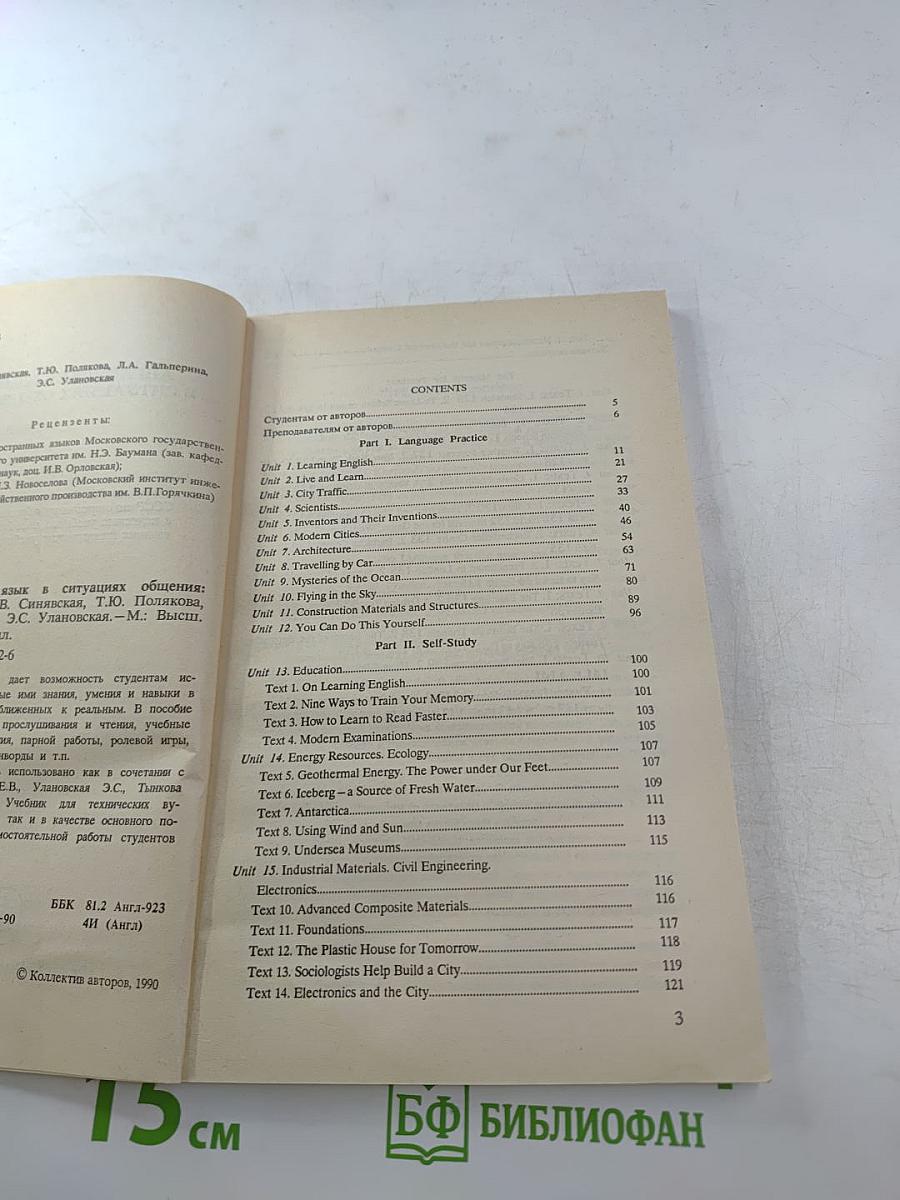 нявская, Т.Ю. Полякова, Л.А. Гальперина,
Э.С. Улановская
Рецензенты:
остранных языков Московского государствен-
го университета им. Н.Э. Баумана (зав. кафед-
наук, доц. И.В. Орловская);
.З. Новоселова (Московский институт инже-
яйственного производства им. В.П.Горячкина)
язык в ситуациях общения:
В. Синявская, Т.Ю. Полякова,
Э.С. Улановская.—М.: Высш.
ил.
2-6
дает возможность студентам ис-
ые ими знания, умения и навыки в
ближенных к реальным. В пособие
прослушивания и чтения, учебные
ия, парной работы, ролевой игры,
нворды и т.п.
ь использовано как в сочетании с
Е.В., Улановская Э.С., Тынкова
Учебник для технических ву-
так и в качестве основного по-
мостоятельной работы студентов
ББК 81.2 Англ-923
-90 4И (Англ)
© Коллектив авторов, 1990
CONTENTS
Студентам от авторов 5
Преподавателям от авторов 6
Part I. Language Practice
Unit 1. Learning English 11
Unit 2. Live and Learn 21
Unit 3. City Traffic 27
Unit 4. Scientists 33
Unit 5. Inventors and Their Inventions 40
Unit 6. Modern Cities 46
Unit 7. Architecture 54
Unit 8. Travelling by Car 63
Unit 9. Mysteries of the Ocean 71
Unit 10. Flying in the Sky 80
Unit 11. Construction Materials and Structures 89
Unit 12. You Can Do This Yourself 96
Part II. Self-Study
Unit 13. Education 100
Text 1. On Learning English 100
Text 2. Nine Ways to Train Your Memory 101
Text 3. How to Learn to Read Faster 103
Text 4. Modern Examinations 105
Unit 14. Energy Resources. Ecology 107
Text 5. Geothermal Energy. The Power under Our Feet 107
Text 6. Iceberg — a Source of Fresh Water 109
Text 7. Antarctica 111
Text 8. Using Wind and Sun 113
Text 9. Undersea Museums 115
Unit 15. Industrial Materials. Civil Engineering.
Electronics 116
Text 10. Advanced Composite Materials 116
Text 11. Foundations 117
Text 12. The Plastic House for Tomorrow 118
Text 13. Sociologists Help Build a City 119
Text 14. Electronics and the City 121
3
15 см
БФ БИБЛИОФАН